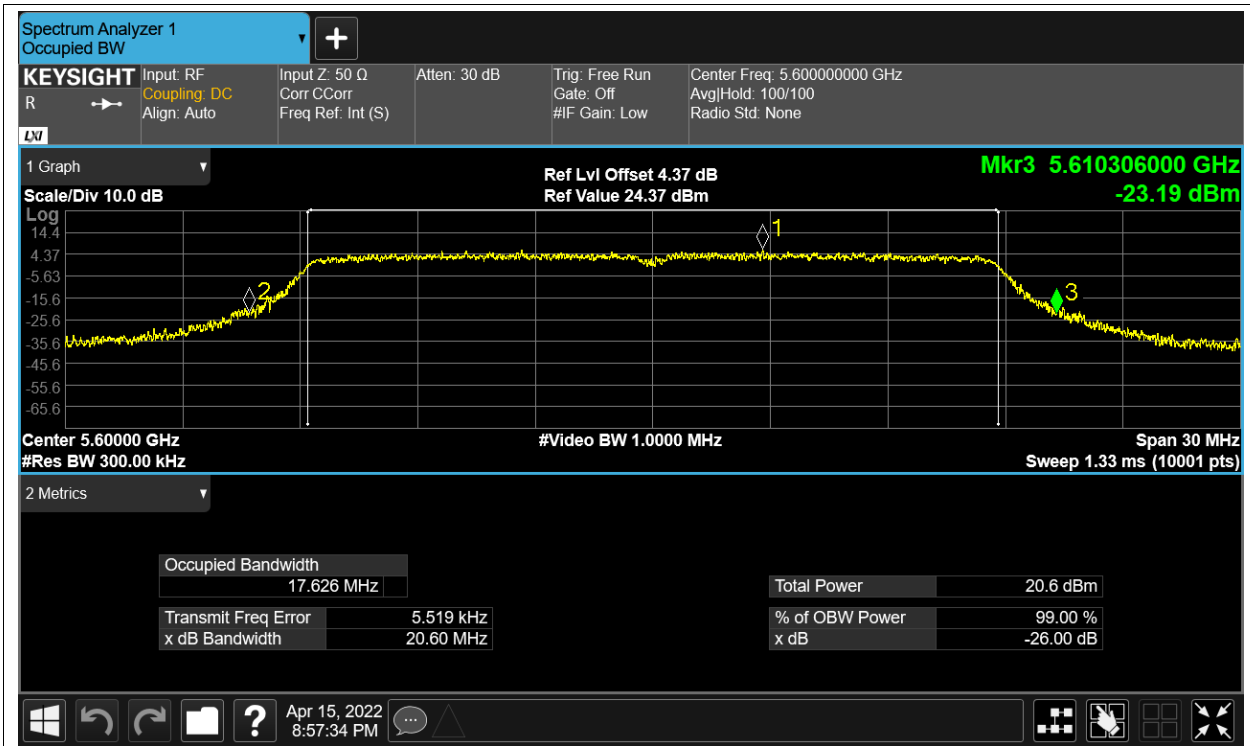 Spectrum Analyzer 1
Occupied BW
KEYSIGHT
R
LXI
Input: RF
Coupling: DC
Align: Auto
Input Z: 50 Ω
Corr CCorr
Freq Ref: Int (S)
Atten: 30 dB
Trig: Free Run
Gate: Off
#IF Gain: Low
Center Freq: 5.600000000 GHz
Avg|Hold: 100/100
Radio Std: None
1 Graph
Scale/Div 10.0 dB
Ref Lvl Offset 4.37 dB
Ref Value 24.37 dBm
Mkr3 5.610306000 GHz
-23.19 dBm
Log
14.4
4.37
-5.63
-15.6
-25.6
-35.6
-45.6
-55.6
-65.6
1
2
3
Center 5.60000 GHz
#Res BW 300.00 kHz
#Video BW 1.0000 MHz
Span 30 MHz
Sweep 1.33 ms (10001 pts)
2 Metrics
Occupied Bandwidth
17.626 MHz
Transmit Freq Error 5.519 kHz
x dB Bandwidth 20.60 MHz
Total Power 20.6 dBm
% of OBW Power 99.00 %
x dB -26.00 dB
?
Apr 15, 2022
8:57:34 PM